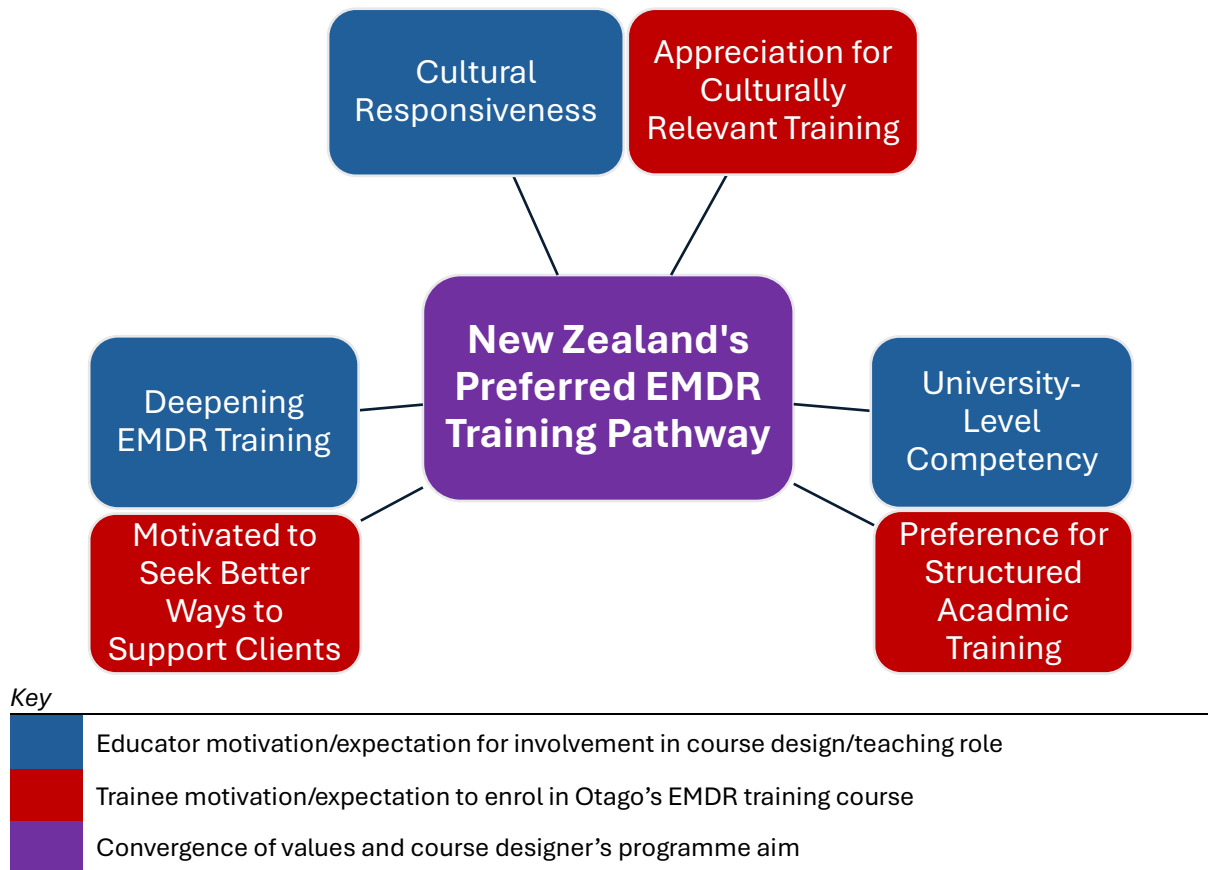 Cultural
Responsiveness
Appreciation for
Culturally
Relevant Training
New Zealand's
Preferred EMDR
Training Pathway
Deepening
EMDR Training
Motivated to
Seek Better
Ways to
Support Clients
University-
Level
Competency
Preference for
Structured
Acadmic
Training
Key
Educator motivation/expectation for involvement in course design/teaching role
Trainee motivation/expectation to enrol in Otago’s EMDR training course
Convergence of values and course designer’s programme aim